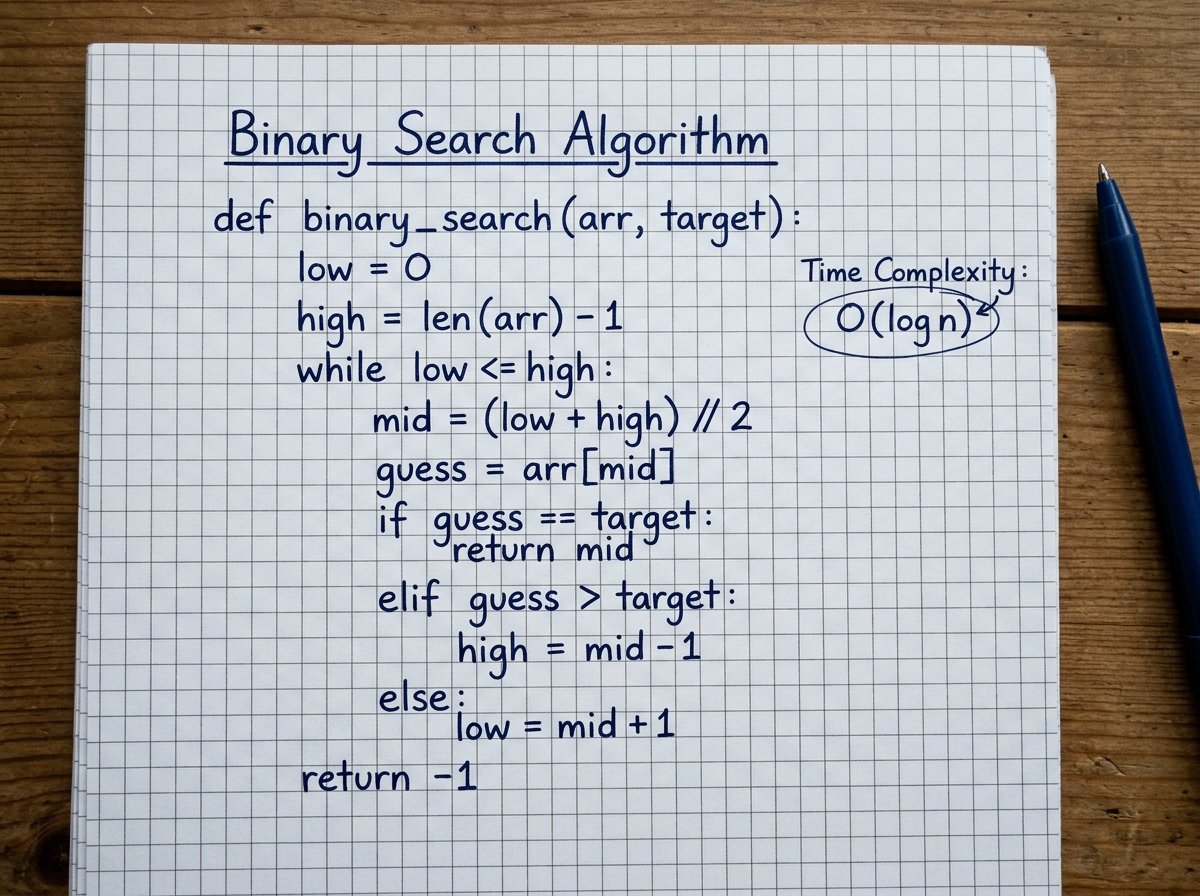 Binary Search Algorithm
def binary_search(arr, target):
low = 0
high = len(arr) - 1
while low <= high:
mid = (low + high) // 2
guess = arr[mid]
if guess == target:
return mid
elif guess > target:
high = mid - 1
else:
low = mid + 1
return -1
Time Complexity:
O(log n)